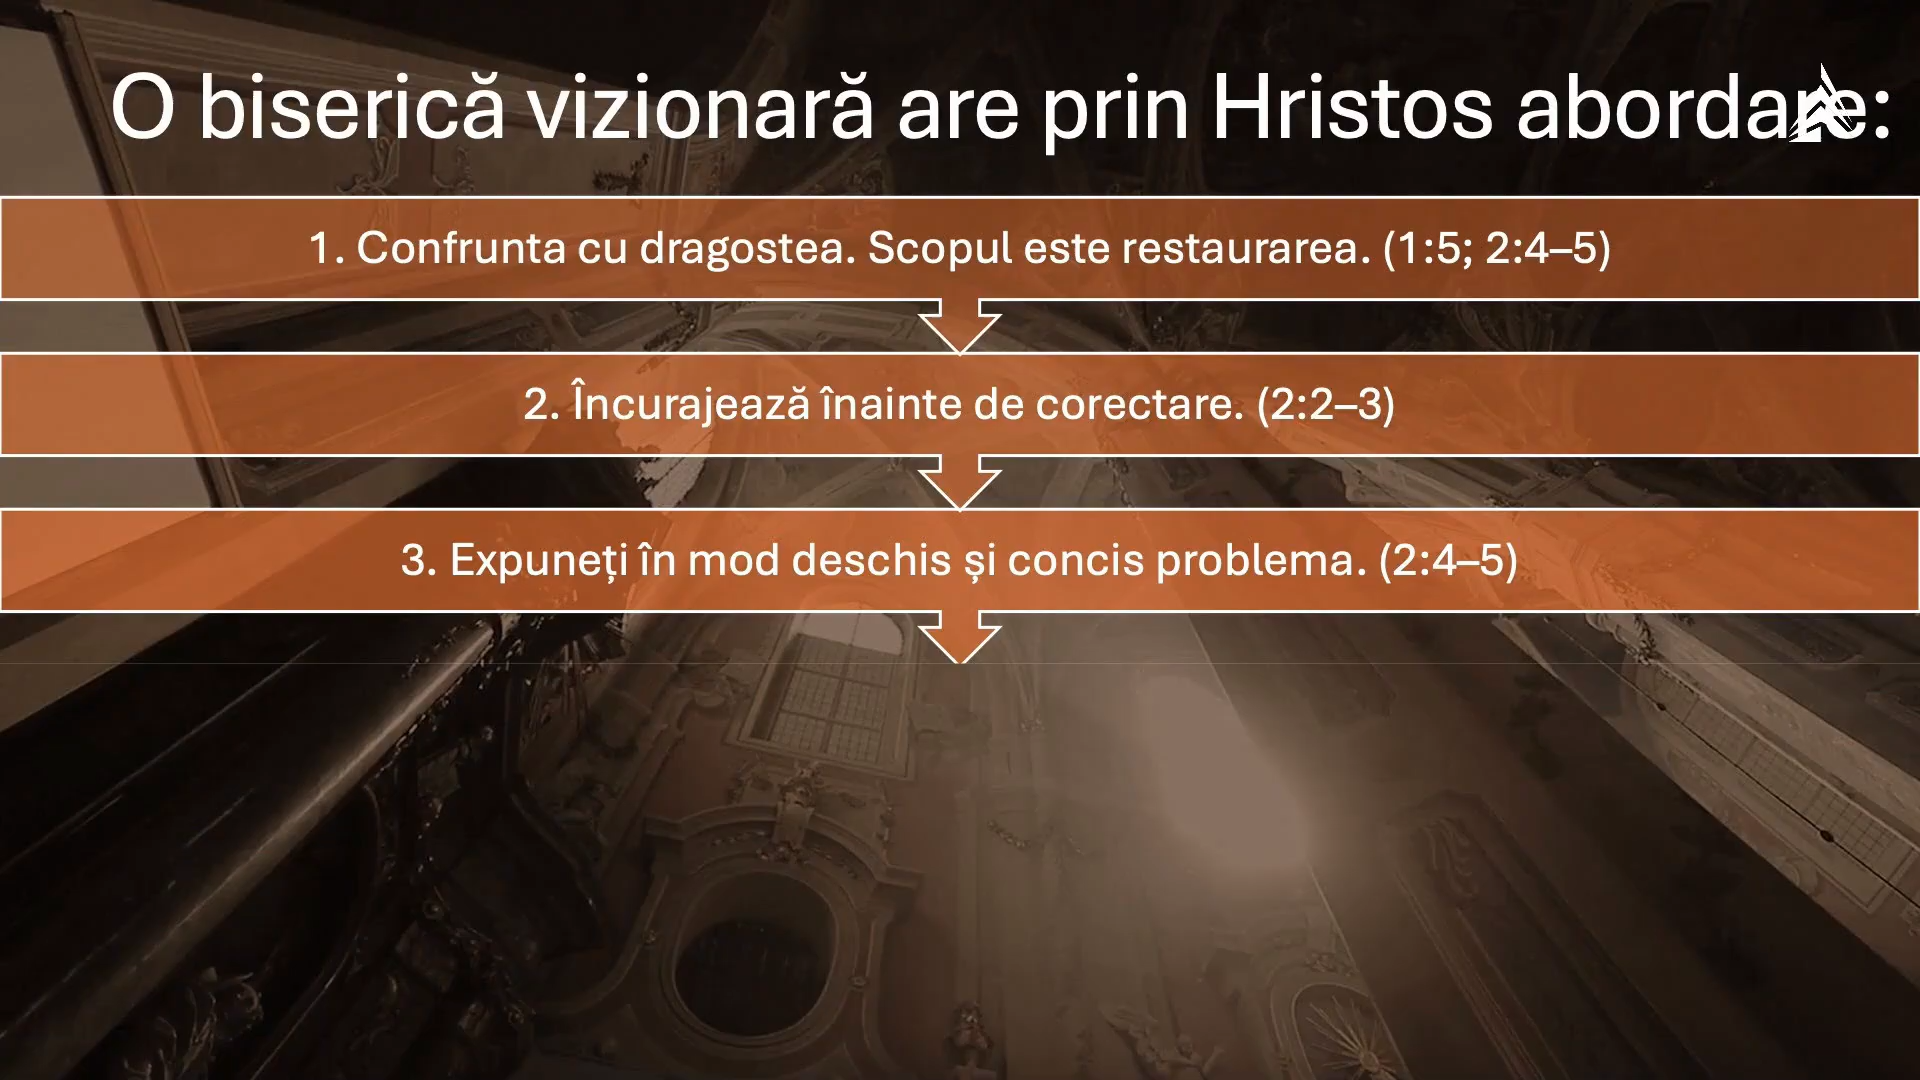 O biserică vizionară are prin Hristos abordare:
1. Confrunta cu dragostea. Scopul este restaurarea. (1:5; 2:4–5)
2. Încurajează înainte de corectare. (2:2–3)
3. Expuneți în mod deschis și concis problema. (2:4–5)